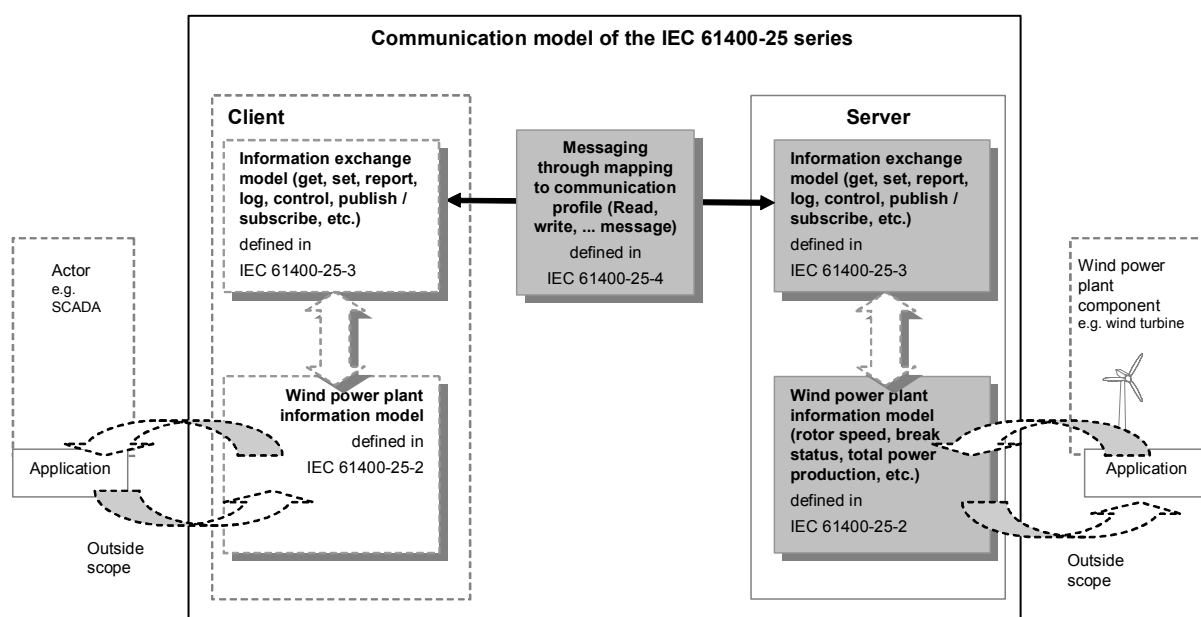 Communication model of the IEC 61400-25 series
Client
Information exchange
model (get, set, report,
log, control, publish /
subscribe, etc.)
defined in
IEC 61400-25-3
Messaging
through mapping
to communication
profile (Read,
write, ... message)
defined in
IEC 61400-25-4
Server
Information exchange
model (get, set, report,
log, control, publish /
subscribe, etc.)
defined in
IEC 61400-25-3
Actor
e.g.
SCADA
Application
Outside
scope
Wind power plant
information model
defined in
IEC 61400-25-2
Wind power plant
information model
(rotor speed, break
status, total power
production, etc.)
defined in
IEC 61400-25-2
Wind power
plant
component
e.g. wind turbine
Application
Outside
scope